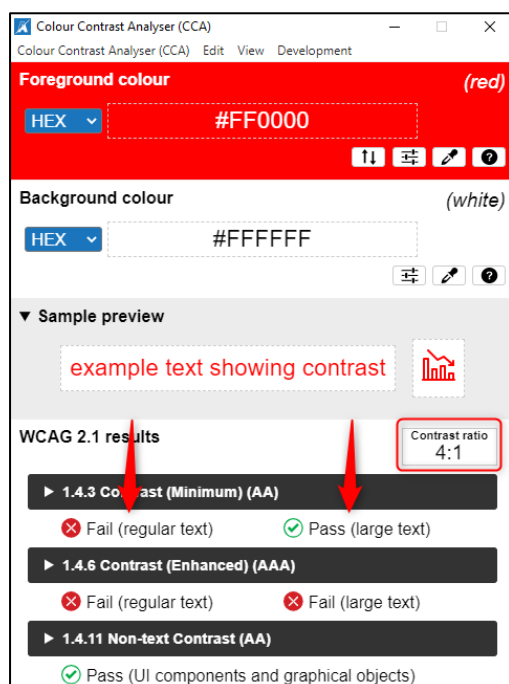 Colour Contrast Analyser (CCA)
Colour Contrast Analyser (CCA) Edit View Development
Foreground colour (red)
HEX #FF0000
Background colour (white)
HEX #FFFFFF
Sample preview
example text showing contrast
WCAG 2.1 results
Contrast ratio
4:1
1.4.3 Contrast (Minimum) (AA)
Fail (regular text) Pass (large text)
1.4.6 Contrast (Enhanced) (AAA)
Fail (regular text) Fail (large text)
1.4.11 Non-text Contrast (AA)
Pass (UI components and graphical objects)